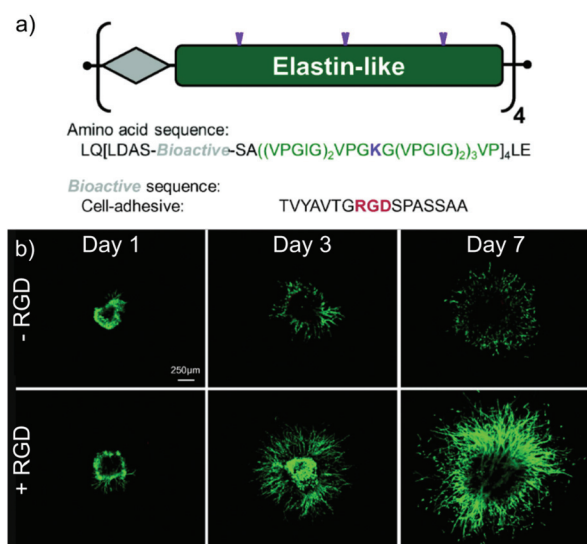 a)
Elastin-like
4
Amino acid sequence:
LQ[LDAS-Bioactive-SA((VPGIG)₂VPGKG(VPGIG)₂)₃VP]₄LE
Bioactive sequence:
Cell-adhesive: TVYAVTGRGDSPASSAA
b)
Day 1 Day 3 Day 7
- RGD
250µm
+ RGD